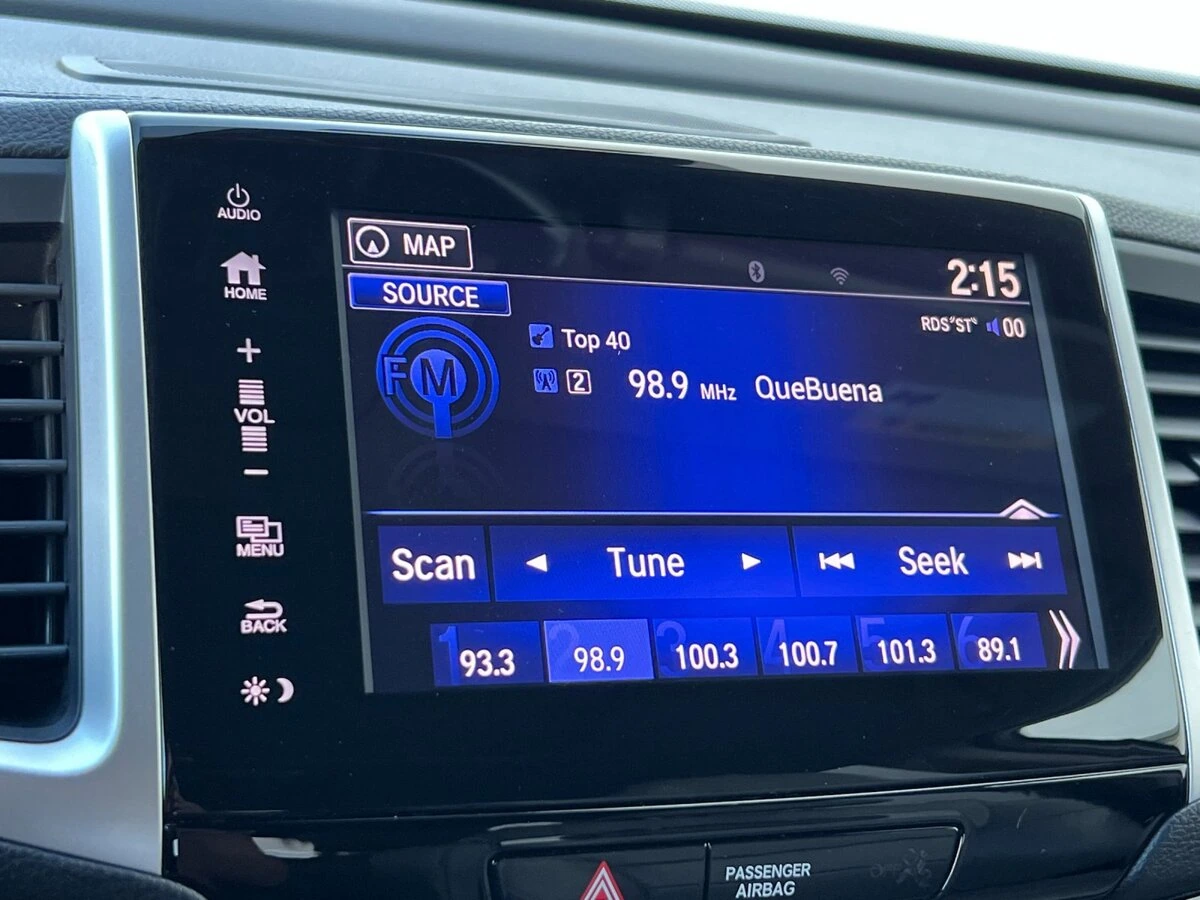 AUDIO
HOME
+
VOL
−
MENU
BACK
MAP
2:15
SOURCE
RDS "ST" 00
FM
Top 40
2 98.9 MHz QueBuena
Scan Tune Seek
1 93.3 2 98.9 3 100.3 4 100.7 5 101.3 6 89.1
PASSENGER
AIRBAG